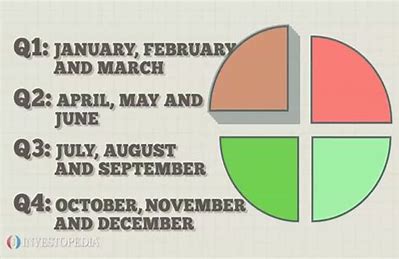 Q1: JANUARY, FEBRUARY
AND MARCH
Q2: APRIL, MAY AND
JUNE
Q3: JULY, AUGUST
AND SEPTEMBER
Q4: OCTOBER, NOVEMBER
AND DECEMBER
INVESTOPEDIA